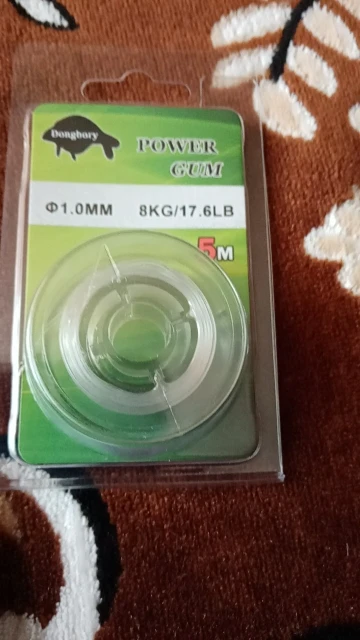 Donghory
POWER
GUM
Φ1.0MM 8KG/17.6LB
5M